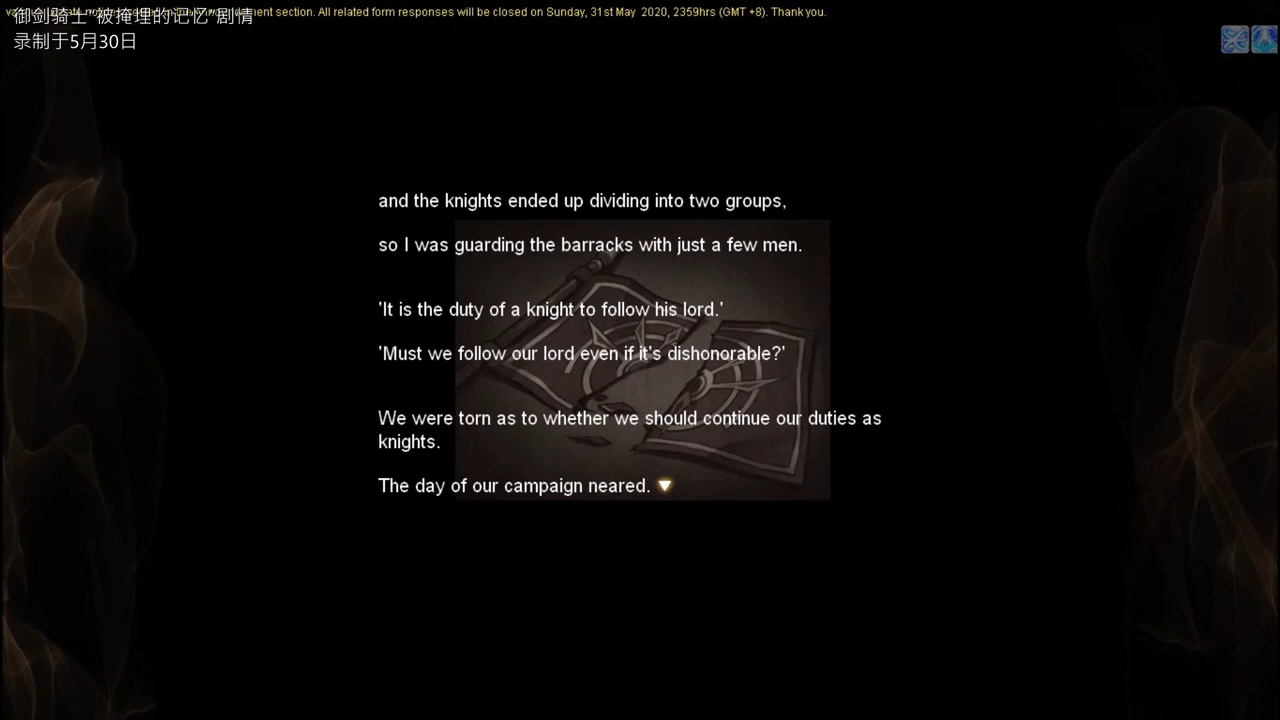 御剑骑士"被掩埋的记忆"剧情
ment section. All related form responses will be closed on Sunday, 31st May 2020, 2359hrs (GMT +8). Thank you.
录制于5月30日
and the knights ended up dividing into two groups,
so I was guarding the barracks with just a few men.
'It is the duty of a knight to follow his lord.'
'Must we follow our lord even if it's dishonorable?'
We were torn as to whether we should continue our duties as
knights.
The day of our campaign neared.